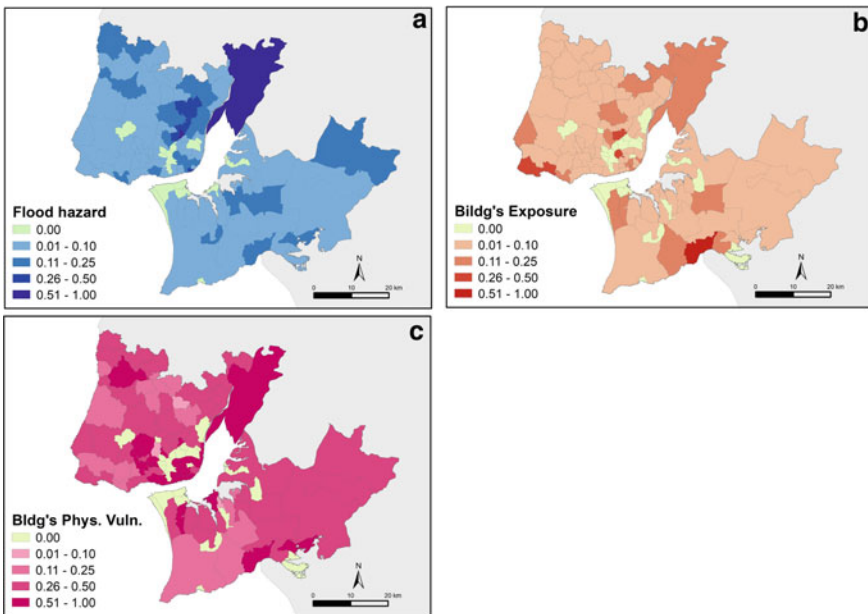 a
Flood hazard
0.00
0.01 - 0.10
0.11 - 0.25
0.26 - 0.50
0.51 - 1.00
N
0 10 20 km
b
Bildg's Exposure
0.00
0.01 - 0.10
0.11 - 0.25
0.26 - 0.50
0.51 - 1.00
N
0 10 20 km
c
Bldg's Phys. Vuln.
0.00
0.01 - 0.10
0.11 - 0.25
0.26 - 0.50
0.51 - 1.00
N
0 10 20 km